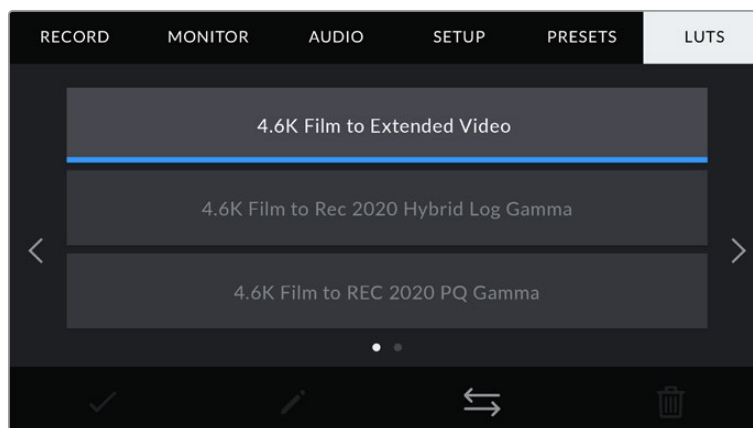 RECORD MONITOR AUDIO SETUP PRESETS LUTS
4.6K Film to Extended Video
4.6K Film to Rec 2020 Hybrid Log Gamma
4.6K Film to REC 2020 PQ Gamma